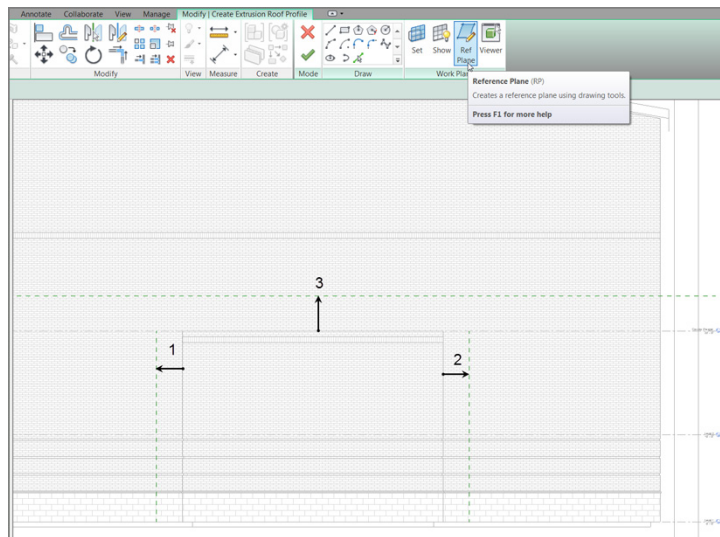 Annotate Collaborate View Manage Modify | Create Extrusion Roof Profile
Set Show Ref Plane Viewer
Modify View Measure Create Mode Draw Work Plan
Reference Plane (RP)
Creates a reference plane using drawing tools.
Press F1 for more help
3
1
2